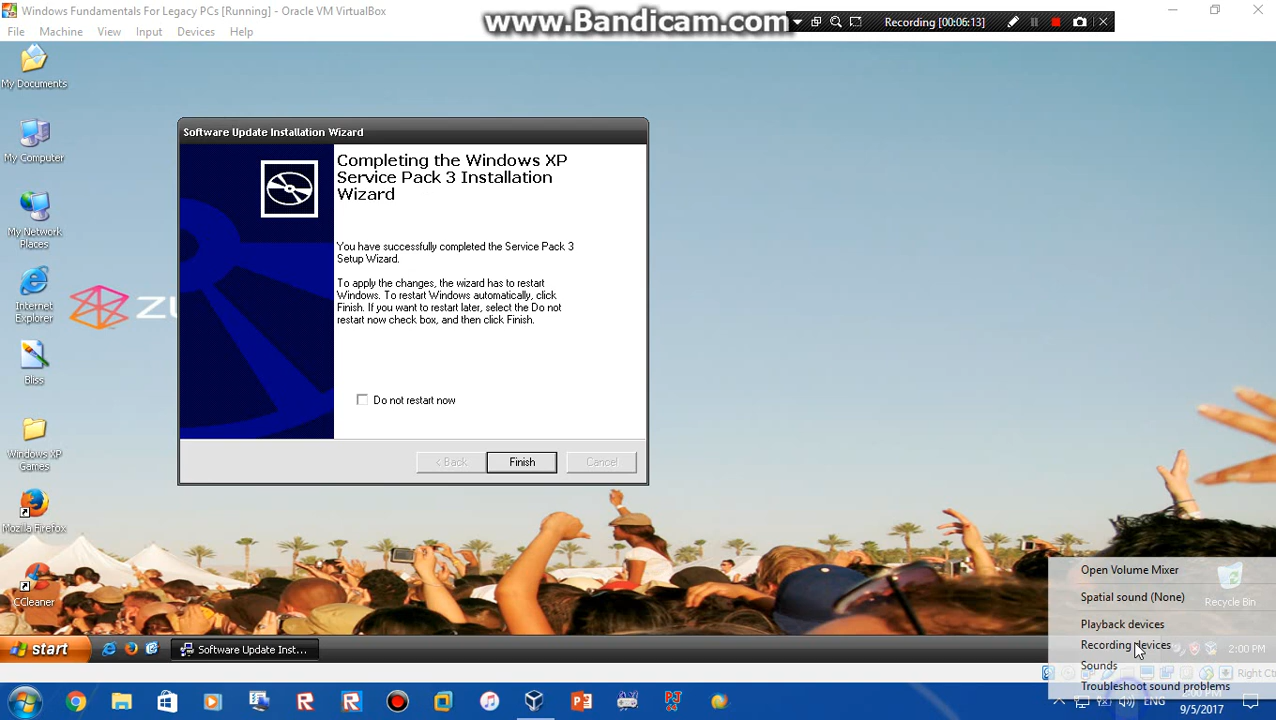 Windows Fundamentals For Legacy PCs [Running] - Oracle VM VirtualBox
www.Bandicam.com
Recording [00:06:13]
File Machine View Input Devices Help
My Documents
My Computer
My Network
Places
Internet
Explorer
Bliss
Windows XP
Games
Mozilla Firefox
CCleaner
Software Update Installation Wizard
Completing the Windows XP
Service Pack 3 Installation
Wizard
You have successfully completed the Service Pack 3
Setup Wizard.
To apply the changes, the wizard has to restart
Windows. To restart Windows automatically, click
Finish. If you want to restart later, select the Do not
restart now check box, and then click Finish.
Do not restart now
< Back Finish Cancel
Open Volume Mixer
Spatial sound (None)
Playback devices
Recording devices
Sounds
Troubleshoot sound problems
Recycle Bin
start
Software Update Inst...
2:00 PM
Right Ctrl
ENG
9/5/2017